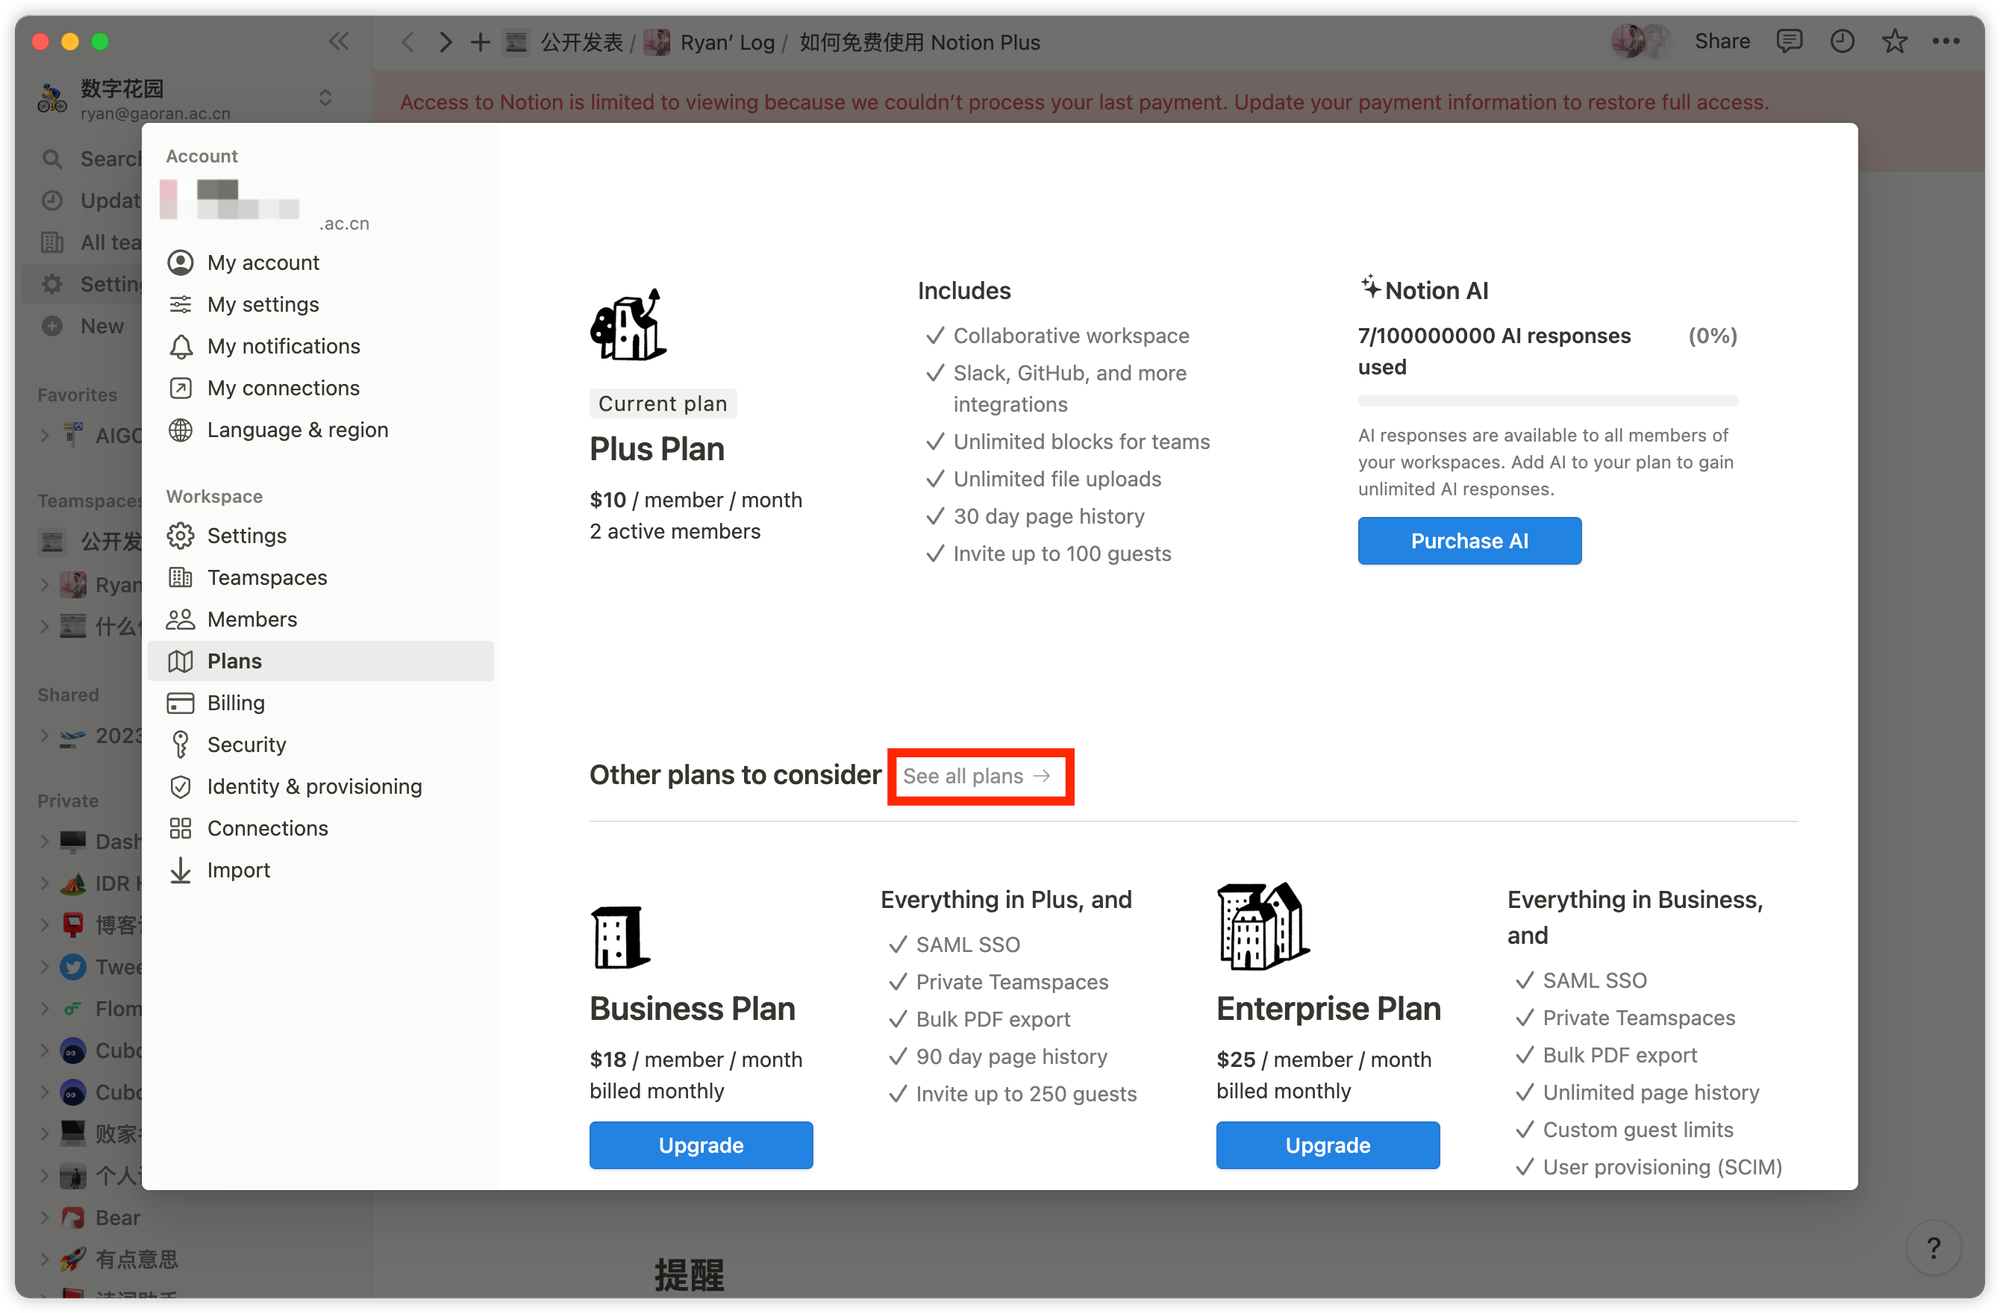 公开发表 / Ryan’ Log / 如何免费使用 Notion Plus
Share
数字花园
ryan@gaoran.ac.cn
Access to Notion is limited to viewing because we couldn’t process your last payment. Update your payment information to restore full access.
Search
Updat
All tea
Setting
New
Favorites
AIGC
Teamspaces
公开发
Ryan
什么
Shared
2023
Private
Dash
IDR
博客
Twee
Flom
Cubo
Cubo
败家
个人
Bear
有点意思
Account
.ac.cn
My account
My settings
My notifications
My connections
Language & region
Workspace
Settings
Teamspaces
Members
Plans
Billing
Security
Identity & provisioning
Connections
Import
Current plan
Plus Plan
$10 / member / month
2 active members
Includes
Collaborative workspace
Slack, GitHub, and more
integrations
Unlimited blocks for teams
Unlimited file uploads
30 day page history
Invite up to 100 guests
Notion AI
7/100000000 AI responses
used
(0%)
AI responses are available to all members of
your workspaces. Add AI to your plan to gain
unlimited AI responses.
Purchase AI
Other plans to consider See all plans →
Business Plan
$18 / member / month
billed monthly
Upgrade
Everything in Plus, and
SAML SSO
Private Teamspaces
Bulk PDF export
90 day page history
Invite up to 250 guests
Enterprise Plan
$25 / member / month
billed monthly
Upgrade
Everything in Business,
and
SAML SSO
Private Teamspaces
Bulk PDF export
Unlimited page history
Custom guest limits
User provisioning (SCIM)
提醒
?